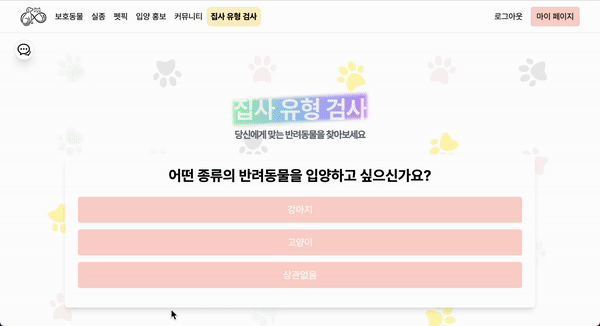 보호동물 실종 펫픽 입양 홍보 커뮤니티 집사 유형 검사 로그아웃 마이 페이지
집사 유형 검사
당신에게 맞는 반려동물을 찾아보세요
어떤 종류의 반려동물을 입양하고 싶으신가요?
강아지
고양이
상관없음